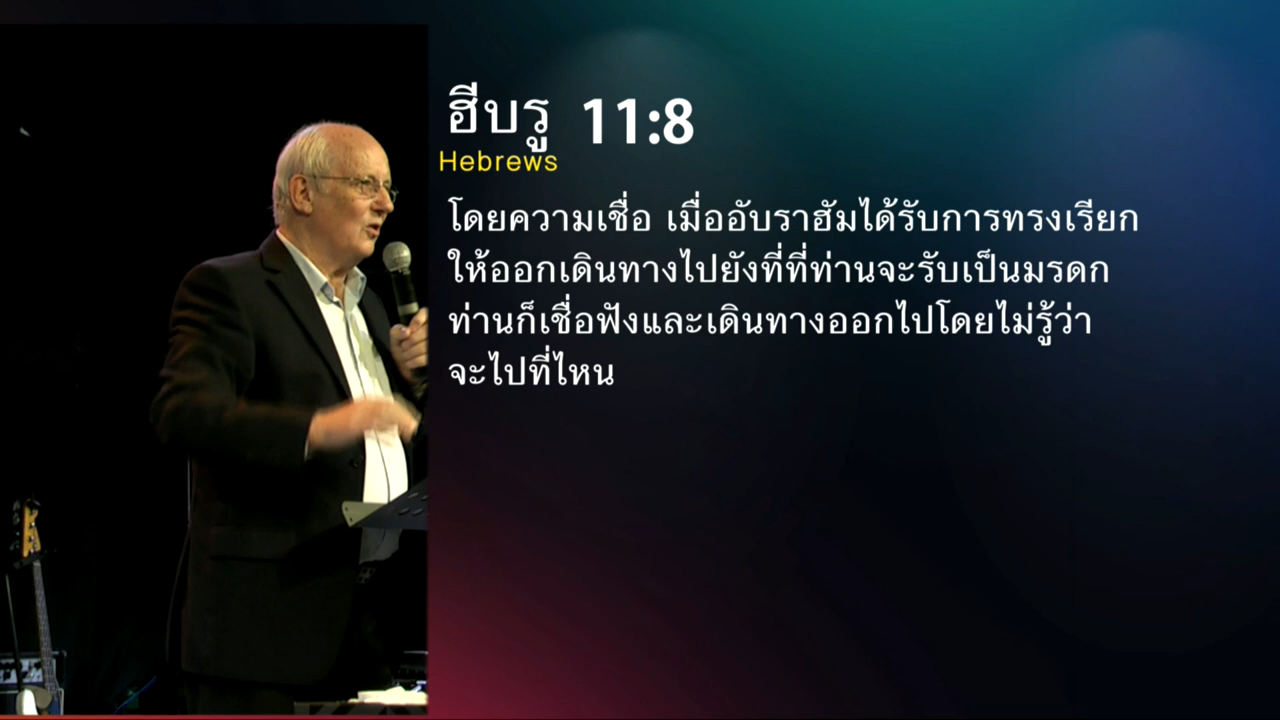 ฮีบรู 11:8
Hebrews
โดยความเชื่อ เมื่ออับราฮัมได้รับการทรงเรียก
ให้ออกเดินทางไปยังที่ที่ท่านจะรับเป็นมรดก
ท่านก็เชื่อฟังและเดินทางออกไปโดยไม่รู้ว่า
จะไปที่ไหน